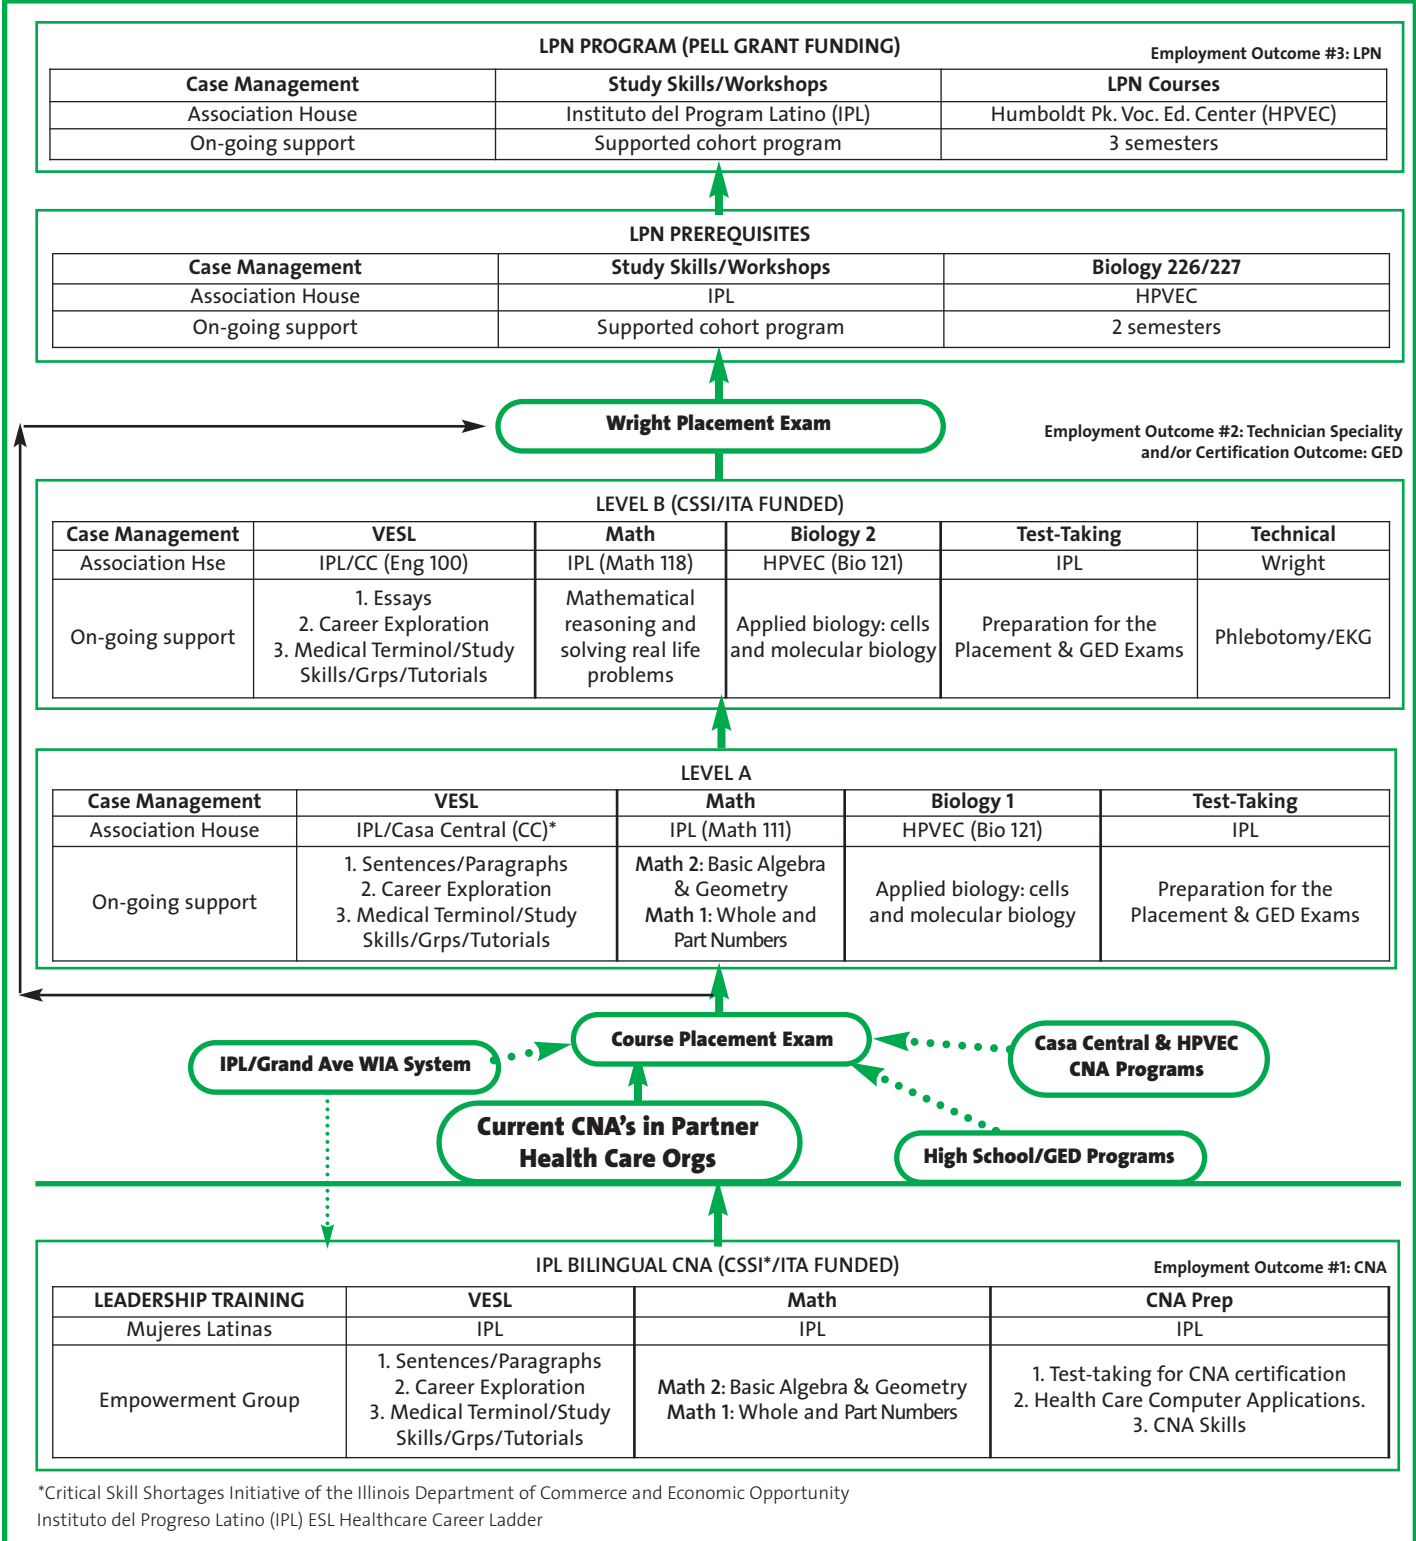 LPN PROGRAM (PELL GRANT FUNDING)
Employment Outcome #3: LPN
Case Management Study Skills/Workshops LPN Courses
Association House Instituto del Program Latino (IPL) Humboldt Pk. Voc. Ed. Center (HPVEC)
On-going support Supported cohort program 3 semesters
LPN PREREQUISITES
Case Management Study Skills/Workshops Biology 226/227
Association House IPL HPVEC
On-going support Supported cohort program 2 semesters
Wright Placement Exam
Employment Outcome #2: Technician Speciality
and/or Certification Outcome: GED
LEVEL B (CSSI/ITA FUNDED)
Case Management VESL Math Biology 2 Test-Taking Technical
Association Hse IPL/CC (Eng 100) IPL (Math 118) HPVEC (Bio 121) IPL Wright
On-going support
1. Essays
2. Career Exploration
3. Medical Terminol/Study
Skills/Grps/Tutorials
Mathematical
reasoning and
solving real life
problems
Applied biology: cells
and molecular biology
Preparation for the
Placement & GED Exams
Phlebotomy/EKG
LEVEL A
Case Management VESL Math Biology 1 Test-Taking
Association House IPL/Casa Central (CC)* IPL (Math 111) HPVEC (Bio 121) IPL
On-going support
1. Sentences/Paragraphs
2. Career Exploration
3. Medical Terminol/Study
Skills/Grps/Tutorials
Math 2: Basic Algebra
& Geometry
Math 1: Whole and
Part Numbers
Applied biology: cells
and molecular biology
Preparation for the
Placement & GED Exams
Course Placement Exam
IPL/Grand Ave WIA System
Casa Central & HPVEC
CNA Programs
Current CNA's in Partner
Health Care Orgs
High School/GED Programs
IPL BILINGUAL CNA (CSSI*/ITA FUNDED)
Employment Outcome #1: CNA
LEADERSHIP TRAINING VESL Math CNA Prep
Mujeres Latinas IPL IPL IPL
Empowerment Group
1. Sentences/Paragraphs
2. Career Exploration
3. Medical Terminol/Study
Skills/Grps/Tutorials
Math 2: Basic Algebra & Geometry
Math 1: Whole and Part Numbers
1. Test-taking for CNA certification
2. Health Care Computer Applications.
3. CNA Skills
*Critical Skill Shortages Initiative of the Illinois Department of Commerce and Economic Opportunity
Instituto del Progreso Latino (IPL) ESL Healthcare Career Ladder